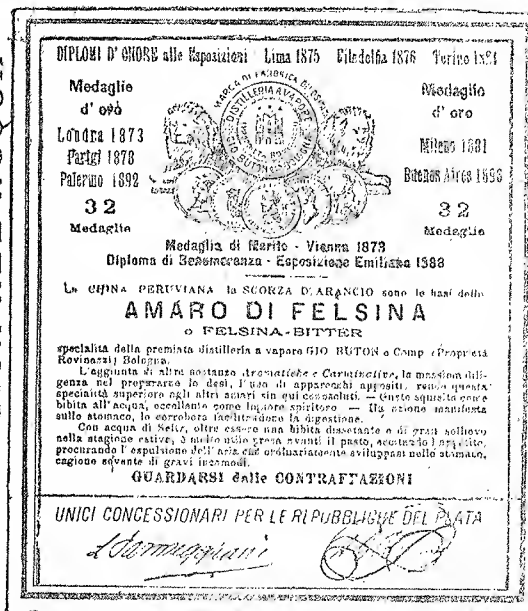 DIPLOMI D'ONORE alle Esposizioni Lima 1875 Filadelfia 1876 Torino 1884
Medaglie
d'oro
Londra 1873
Parigi 1878
Palermo 1892
32
Medaglie
MARCA DI FABBRICA
DISTILLERIA A VAPORE
Medaglie
d'oro
Milano 1881
Buenos Aires 1898
32
Medaglie
Medaglia di Merito - Vienna 1873
Diploma di Benemeranza - Esposizione Emiliana 1888
La CHINA PERUVIANA la SCORZA D'ARANCIO sono le basi dello
AMARO DI FELSINA
o FELSINA-BITTER
specialità della premiata distilleria a vapore GIO BUTON e Comp (Proprietà
Rovinazzi) Bologna.
L'aggiunta di altre sostanze Aromatiche e Carminative, la massima dili-
genza nel prepararne le dosi, l'uso di apparecchi appositi, rende questa
specialità superiore agli altri amari sin qui conosciuti. — Gusto squisito come
bibita all'acqua, eccellente come liquore spiritoso — Ha azione manifesta
sullo stomaco, lo corrobora facilitandone la digestione.
Con acqua di Seltz, oltre essere una bibita dissetante e di gran sollievo
nella stagione estiva, è molto utile presa avanti il pasto, eccitando l'appetito,
procurando l'espulsione dell'aria che ordinariamente sviluppasi nello stomaco,
cagione sovente di gravi incomodi.
GUARDARSI dalle CONTRAFFAZIONI
UNICI CONCESSIONARI PER LE REPUBBLICHE DEL PLATA